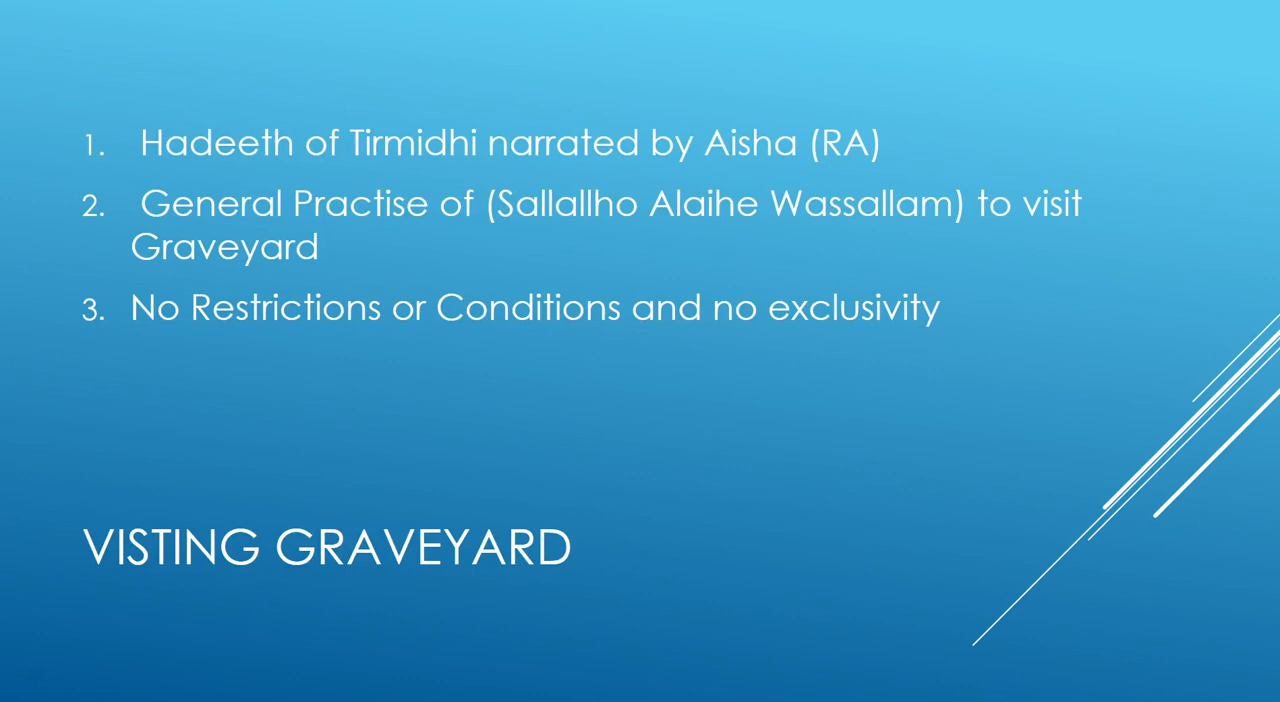 1. Hadeeth of Tirmidhi narrated by Aisha (RA)
2. General Practise of (Sallallho Alaihe Wassallam) to visit
Graveyard
3. No Restrictions or Conditions and no exclusivity
VISTING GRAVEYARD